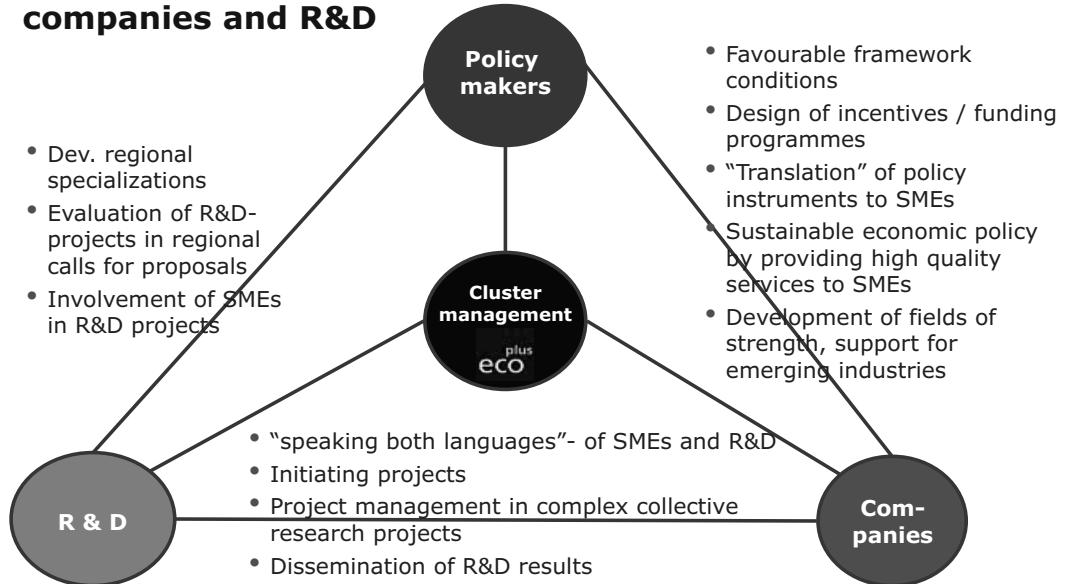 companies and R&D
Policy
makers
• Favourable framework
conditions
• Design of incentives / funding
programmes
• “Translation” of policy
instruments to SMEs
• Sustainable economic policy
by providing high quality
services to SMEs
• Development of fields of
strength, support for
emerging industries
• Dev. regional
specializations
• Evaluation of R&D-
projects in regional
calls for proposals
• Involvement of SMEs
in R&D projects
Cluster
management
plus
eco
• “speaking both languages”- of SMEs and R&D
• Initiating projects
• Project management in complex collective
research projects
• Dissemination of R&D results
R & D
Com-
panies